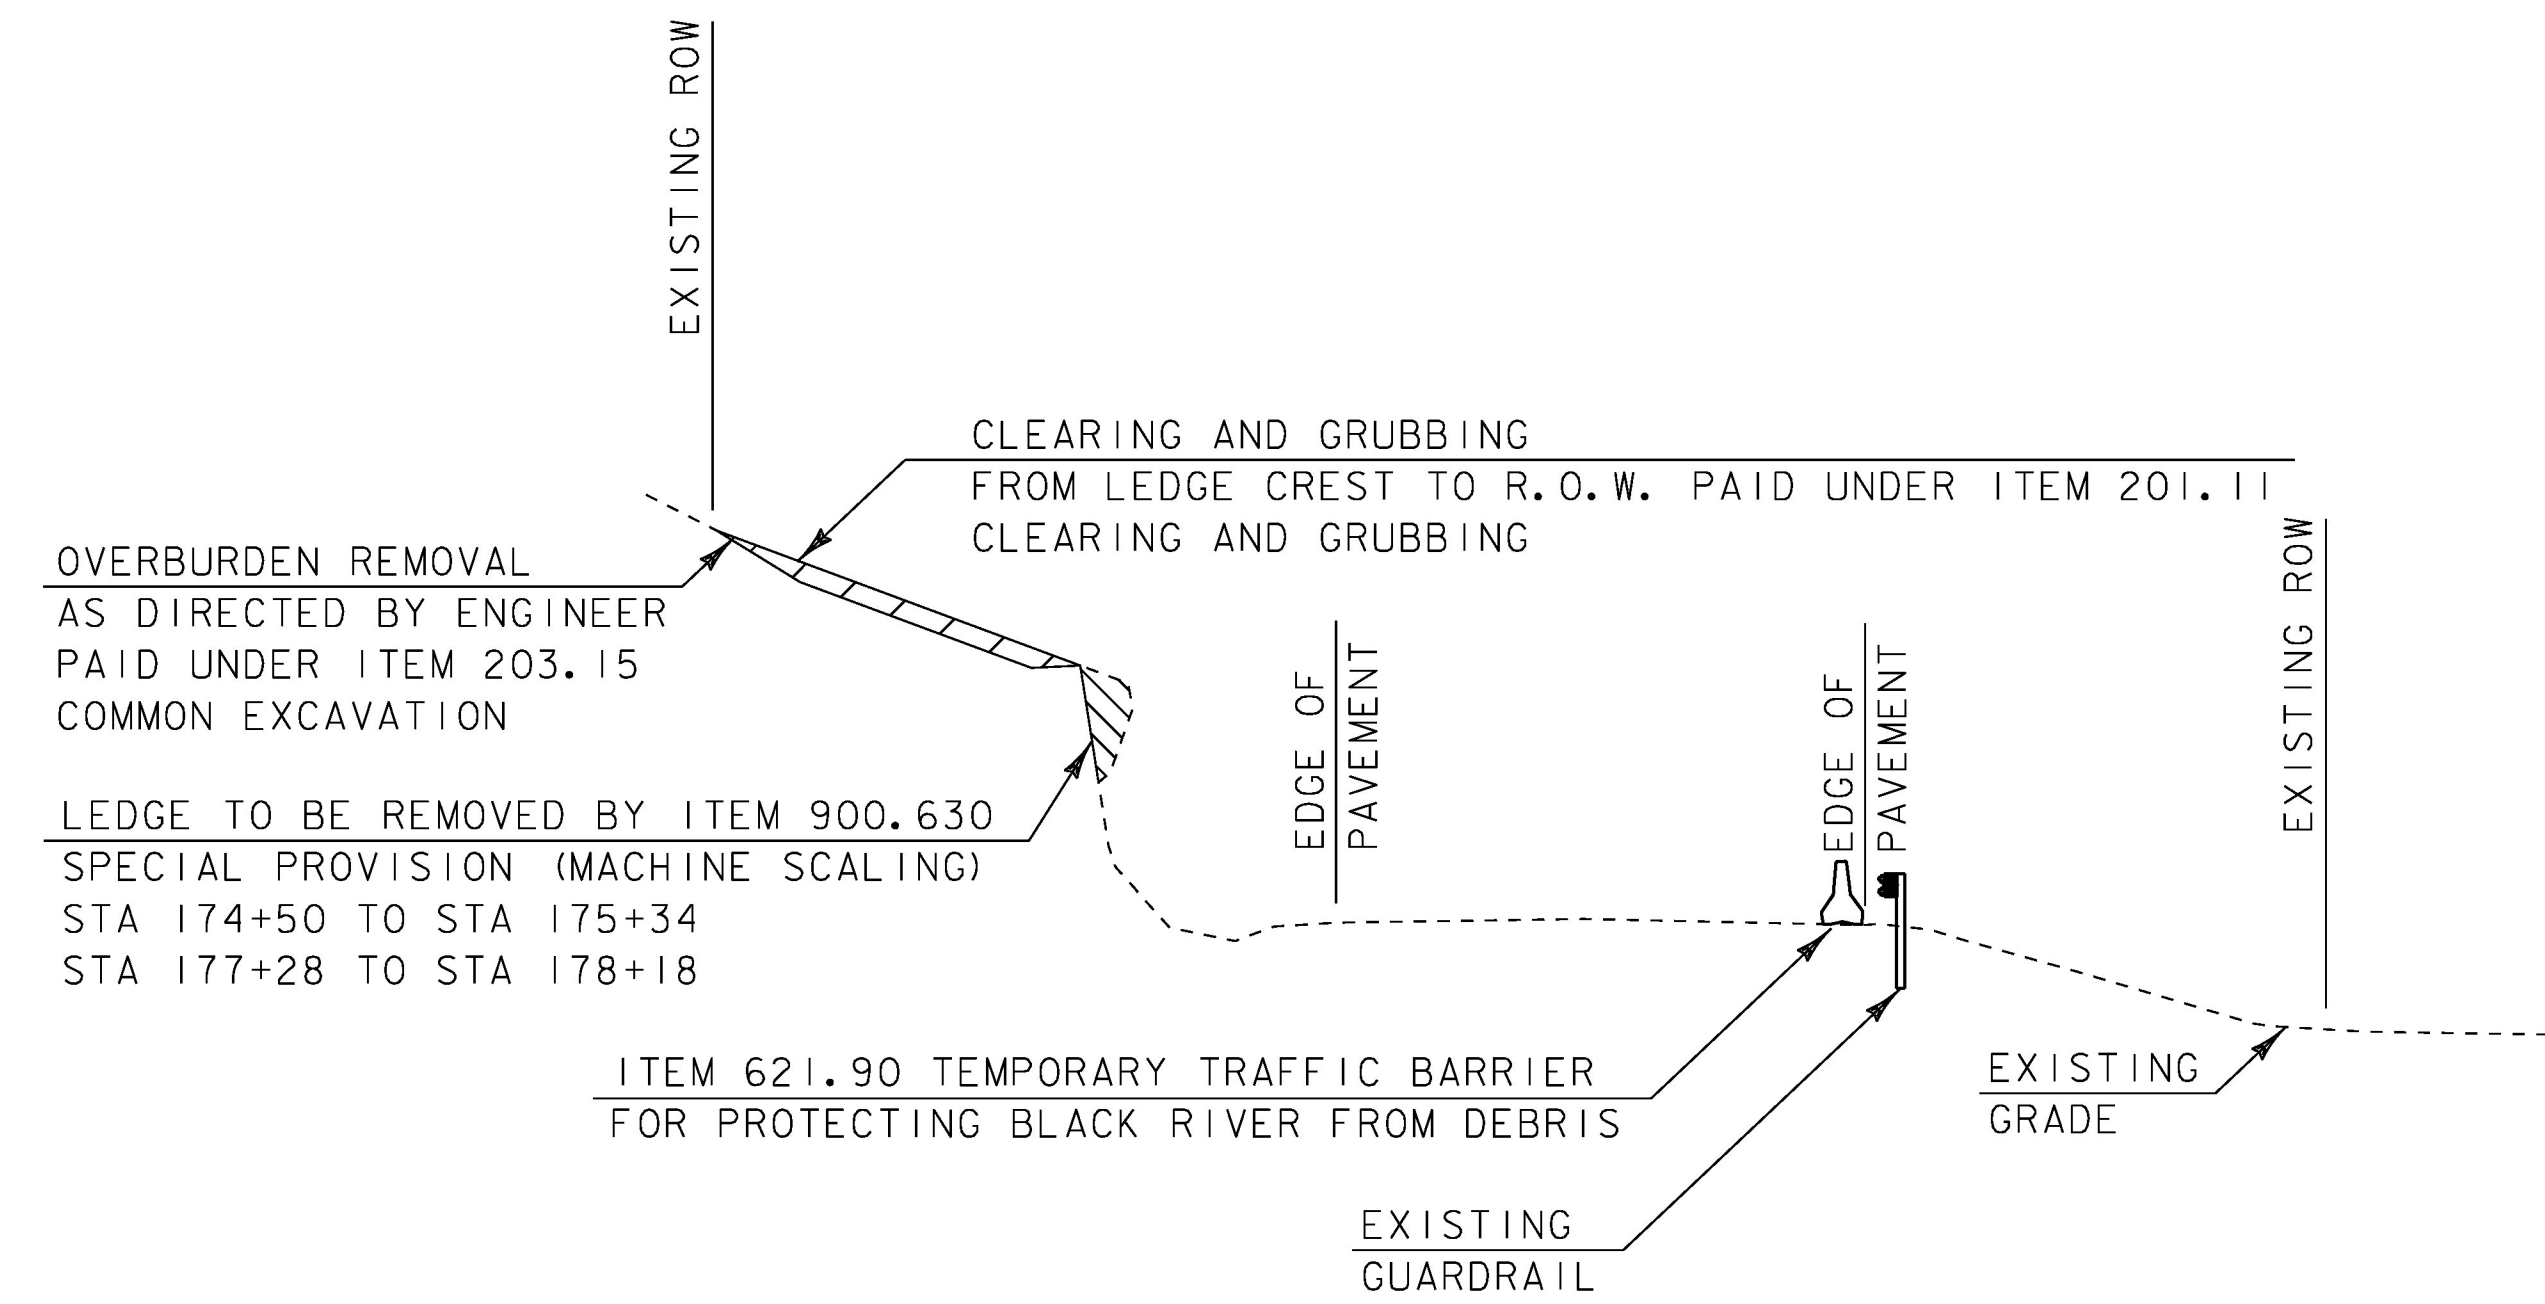 EXISTING ROW
CLEARING AND GRUBBING
FROM LEDGE CREST TO R.O.W. PAID UNDER ITEM 201.11
CLEARING AND GRUBBING
OVERBURDEN REMOVAL
AS DIRECTED BY ENGINEER
PAID UNDER ITEM 203.15
COMMON EXCAVATION
LEDGE TO BE REMOVED BY ITEM 900.630
SPECIAL PROVISION (MACHINE SCALING)
STA 174+50 TO STA 175+34
STA 177+28 TO STA 178+18
EDGE OF
PAVEMENT
EDGE OF
PAVEMENT
EXISTING ROW
ITEM 621.90 TEMPORARY TRAFFIC BARRIER
FOR PROTECTING BLACK RIVER FROM DEBRIS
EXISTING
GRADE
EXISTING
GUARDRAIL